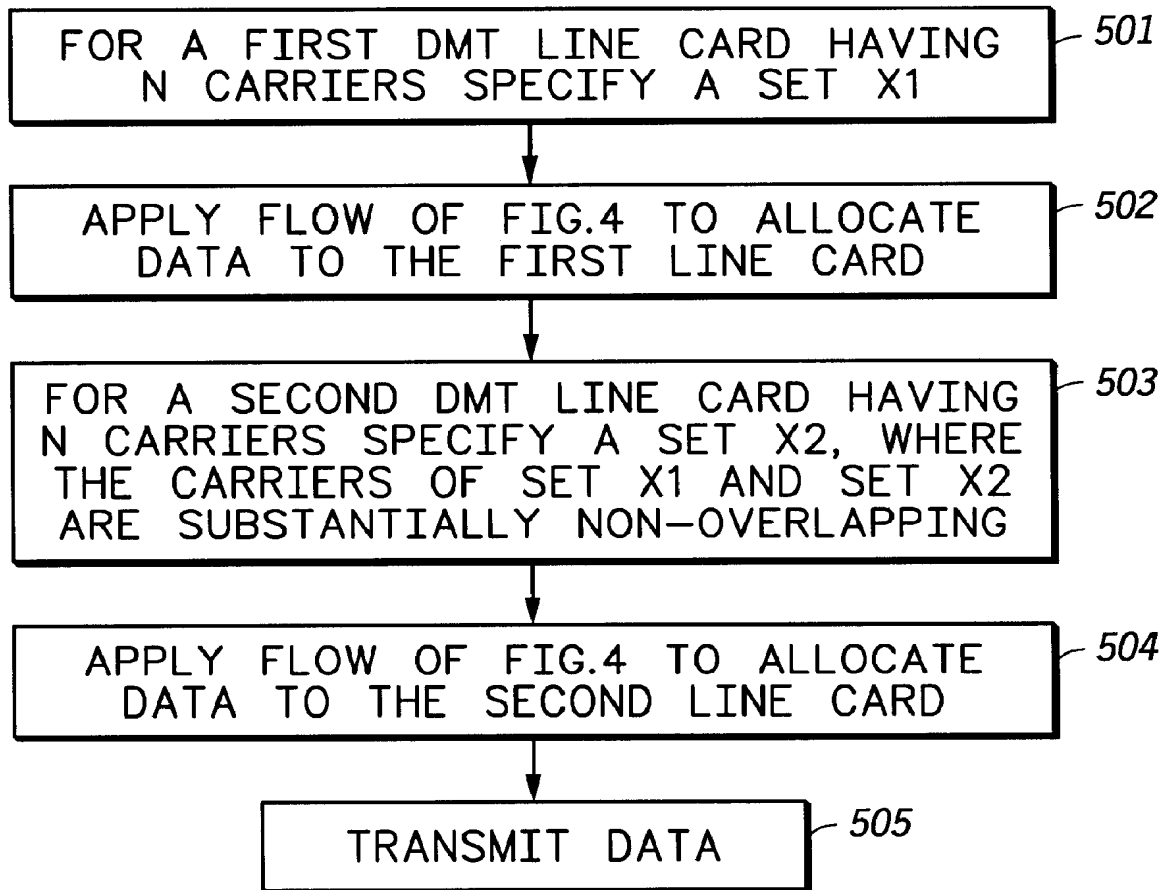 FOR A FIRST DMT LINE CARD HAVING
N CARRIERS SPECIFY A SET X1
501
APPLY FLOW OF FIG.4 TO ALLOCATE
DATA TO THE FIRST LINE CARD
502
FOR A SECOND DMT LINE CARD HAVING
N CARRIERS SPECIFY A SET X2, WHERE
THE CARRIERS OF SET X1 AND SET X2
ARE SUBSTANTIALLY NON-OVERLAPPING
503
APPLY FLOW OF FIG.4 TO ALLOCATE
DATA TO THE SECOND LINE CARD
504
TRANSMIT DATA
505